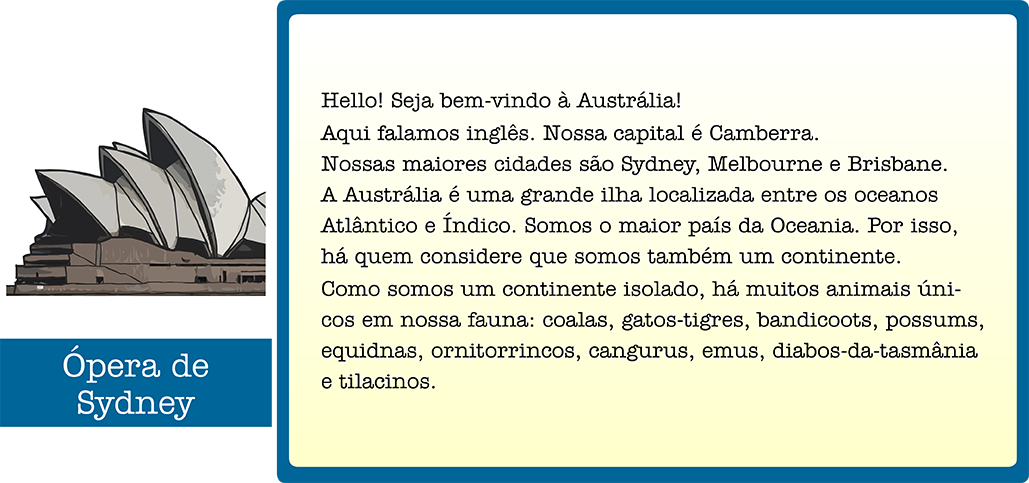 Hello! Seja bem-vindo à Austrália!
Aqui falamos inglês. Nossa capital é Camberra.
Nossas maiores cidades são Sydney, Melbourne e Brisbane.
A Austrália é uma grande ilha localizada entre os oceanos
Atlântico e Índico. Somos o maior país da Oceania. Por isso,
há quem considere que somos também um continente.
Como somos um continente isolado, há muitos animais úni-
cos em nossa fauna: coalas, gatos-tigres, bandicoots, possums,
equidnas, ornitorrincos, cangurus, emus, diabos-da-tasmânia
e tilacinos.
Ópera de
Sydney